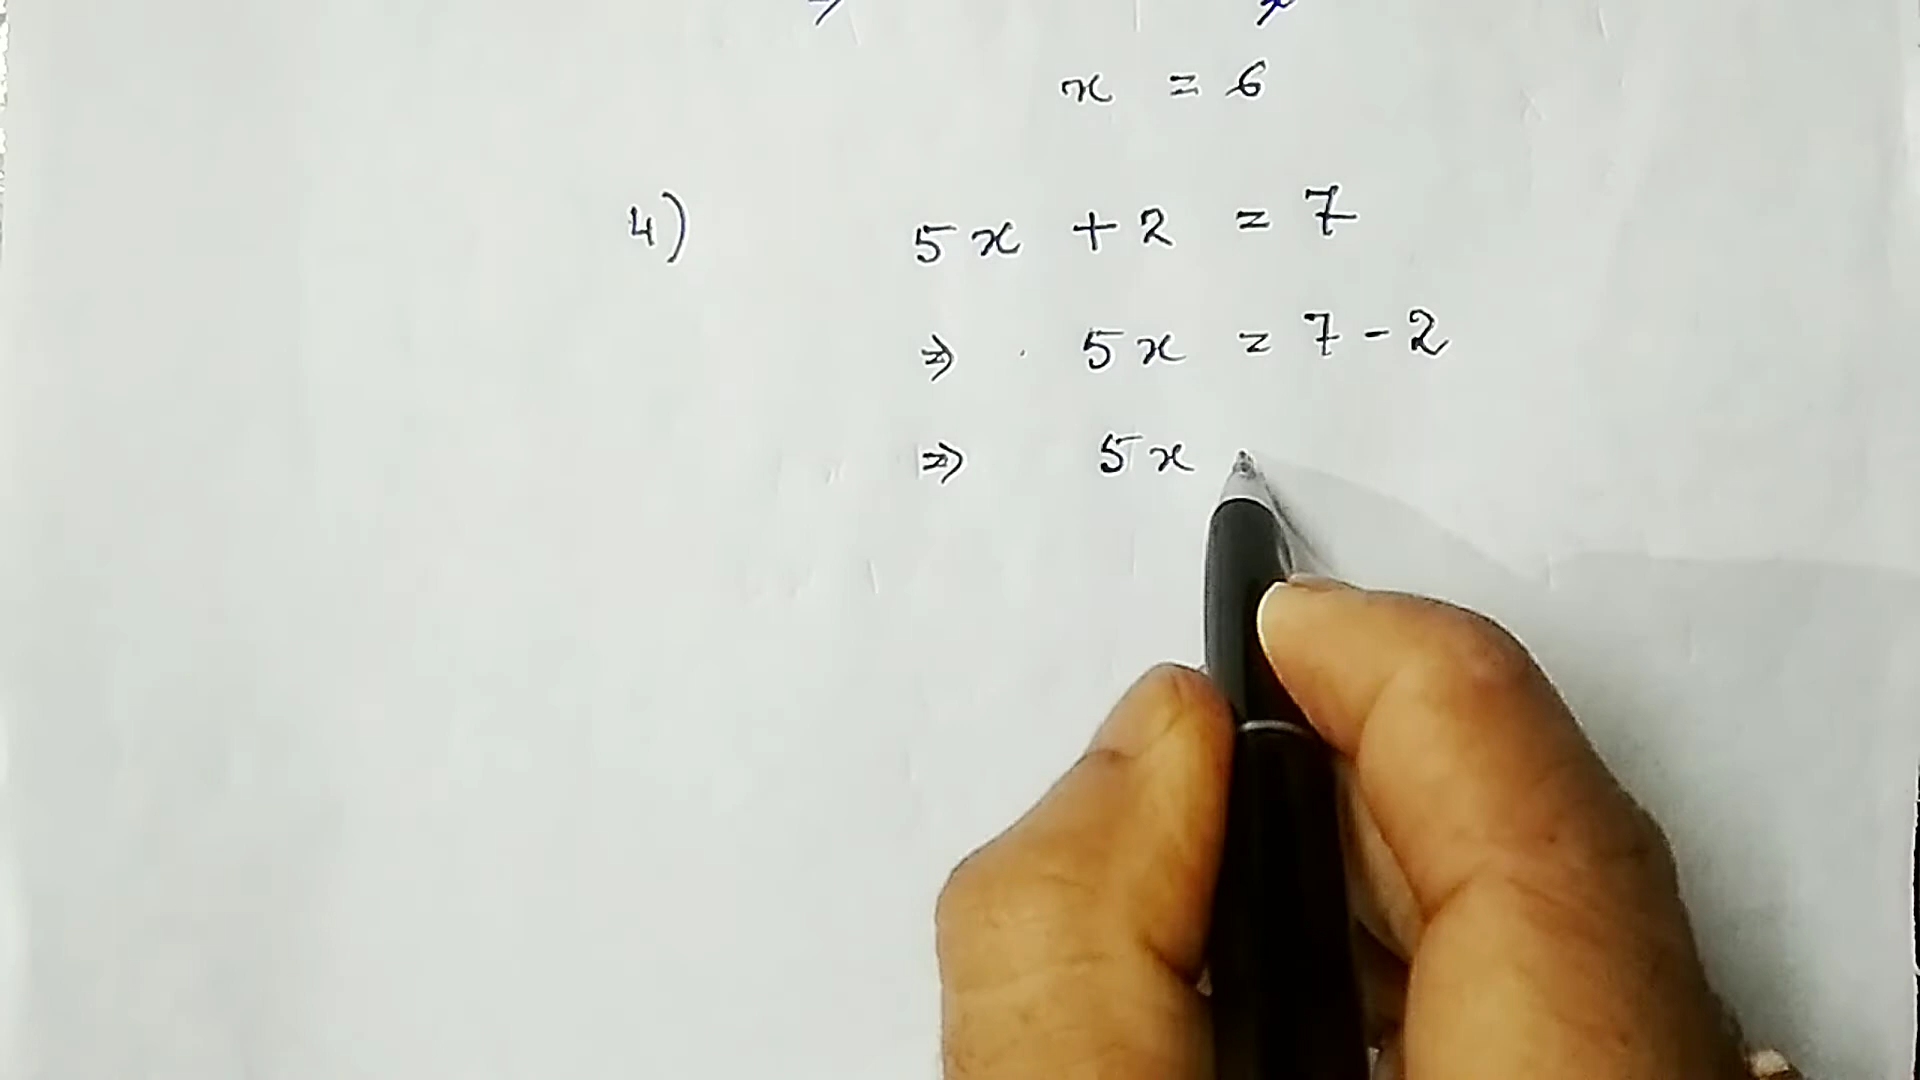 x = 6
4) 5x + 2 = 7
⇒ 5x = 7 - 2
⇒ 5x